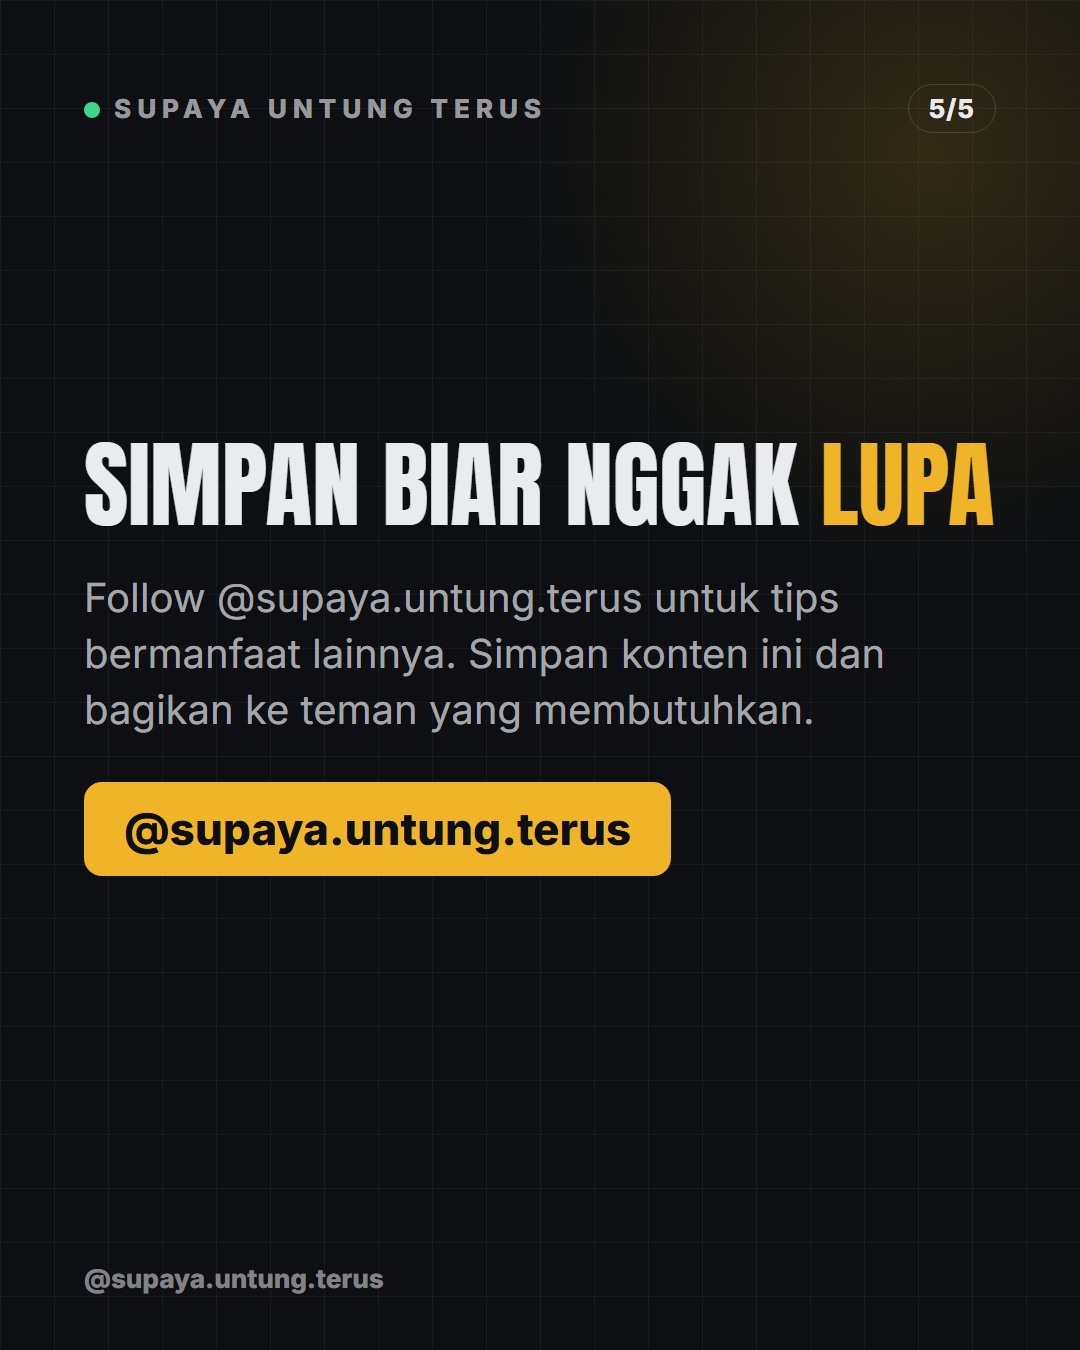 SUPAYA UNTUNG TERUS
5/5
SIMPAN BIAR NGGAK LUPA
Follow @supaya.untung.terus untuk tips
bermanfaat lainnya. Simpan konten ini dan
bagikan ke teman yang membutuhkan.
@supaya.untung.terus
@supaya.untung.terus